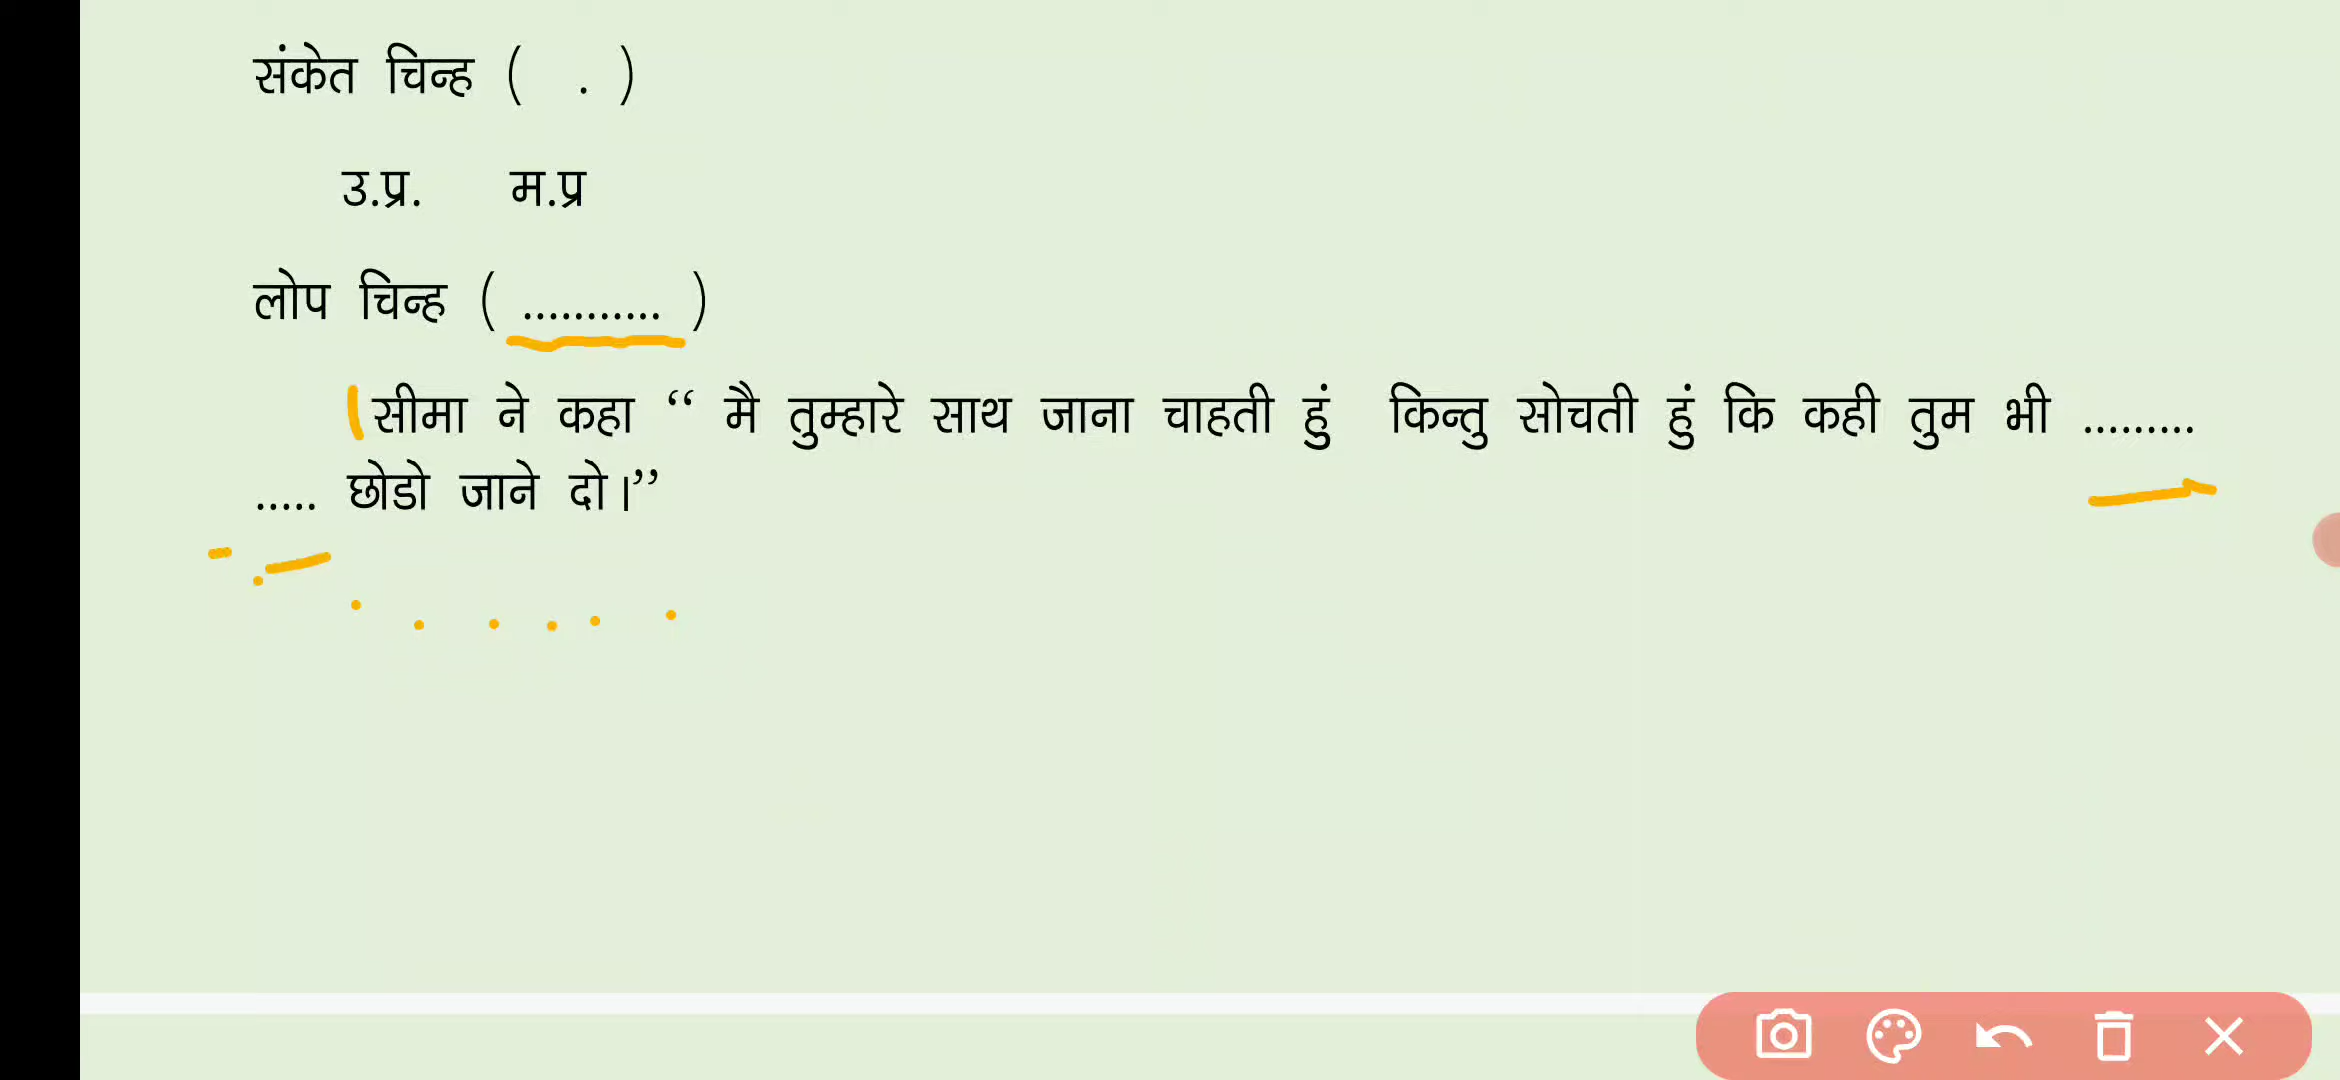 संकेत चिन्ह ( . )
उ.प्र. म.प्र
लोप चिन्ह ( ........... )
सीमा ने कहा “ मै तुम्हारे साथ जाना चाहती हुं किन्तु सोचती हुं कि कही तुम भी .........
..... छोडो जाने दो।”